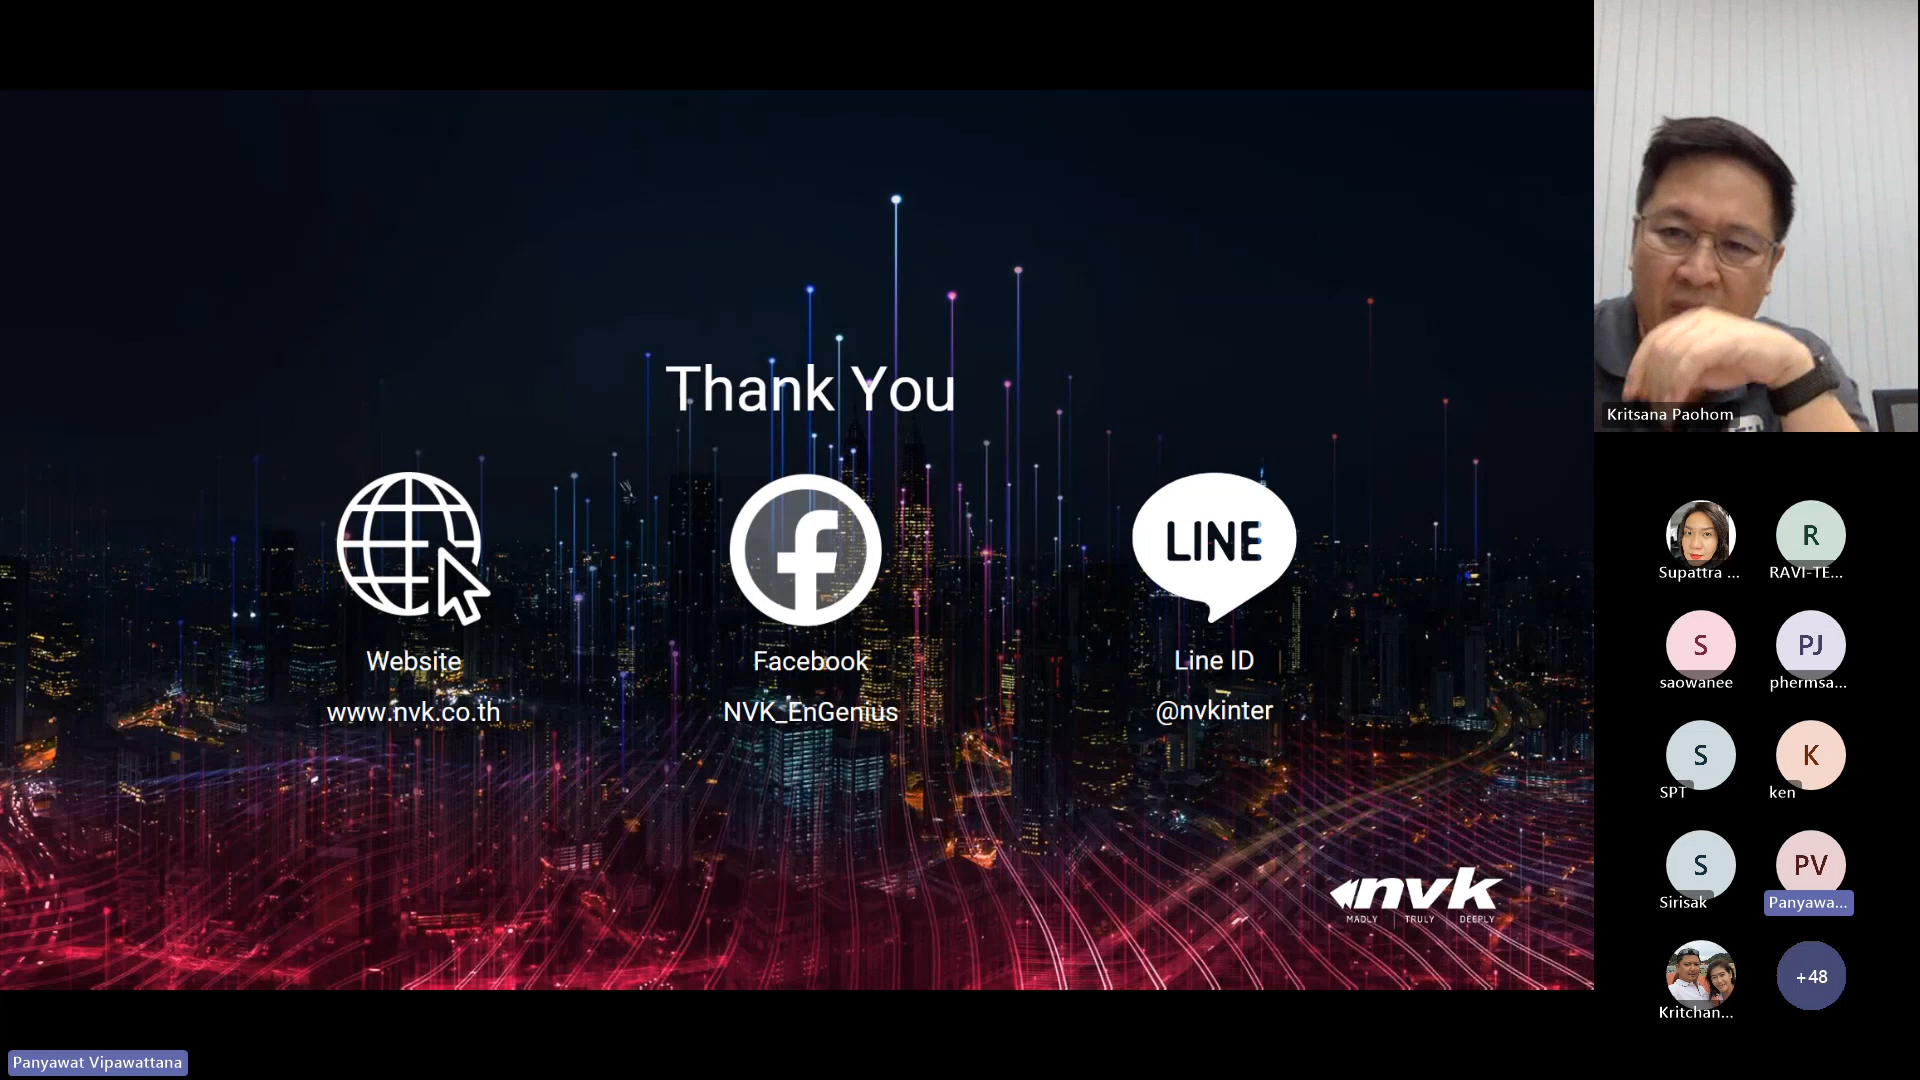 Thank You
LINE
Website
Facebook
Line ID
www.nvk.co.th
NVK_EnGenius
@nvkinter
nvk
MADLY TRULY DEEPLY
Kritsana Paohom
Supattra ...
R
RAVI-TE...
S
saowanee
PJ
phermsa...
S
SPT
K
ken
S
Sirisak
PV
Panyawa...
Kritchan...
+48
Panyawat Vipawattana